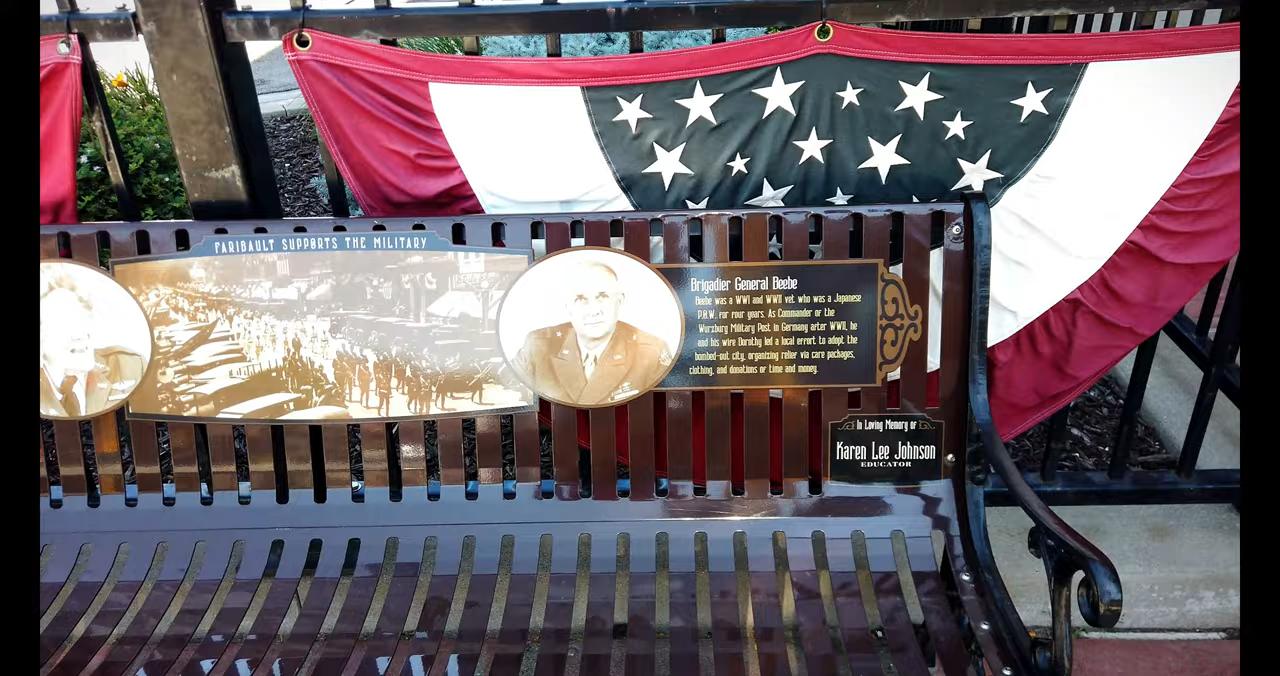 FARIBAULT SUPPORTS THE MILITARY
Brigadier General Beebe
Beebe was a WWI and WWII vet who was a Japanese
P.O.W. for four years. As Commander of the
Wurzburg Military Post in Germany after WWII, he
and his wife Dorothy led a local effort to adopt the
bombed-out city, organizing relief via care packages,
clothing, and donations of time and money.
In Loving Memory of
Karen Lee Johnson
EDUCATOR